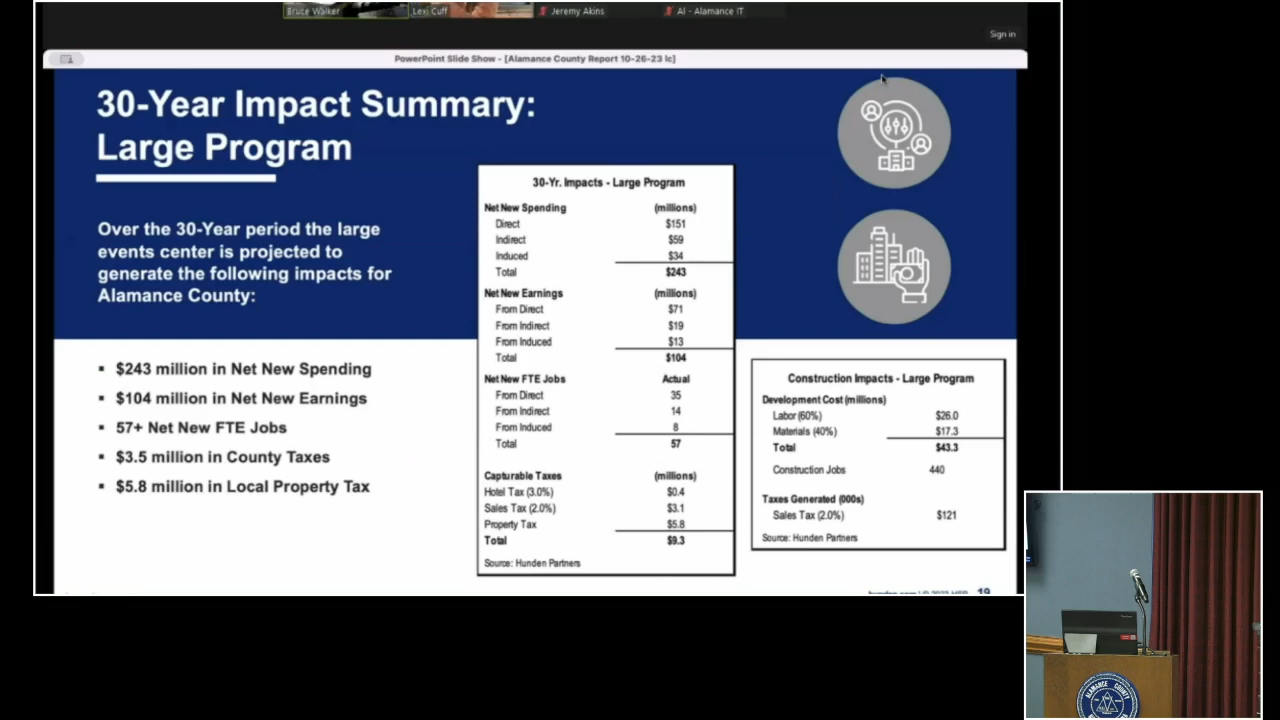 Bruce Walker
Lexi Cuff
Jeremy Akins
AI - Alamance IT
Sign in
PowerPoint Slide Show - [Alamance County Report 10-26-23 lc]
30-Year Impact Summary:
Large Program
Over the 30-Year period the large
events center is projected to
generate the following impacts for
Alamance County:
▪ $243 million in Net New Spending
▪ $104 million in Net New Earnings
▪ 57+ Net New FTE Jobs
▪ $3.5 million in County Taxes
▪ $5.8 million in Local Property Tax
30-Yr. Impacts - Large Program
Net New Spending (millions)
Direct $151
Indirect $59
Induced $34
Total $243
Net New Earnings (millions)
From Direct $71
From Indirect $19
From Induced $13
Total $104
Net New FTE Jobs Actual
From Direct 35
From Indirect 14
From Induced 8
Total 57
Capturable Taxes (millions)
Hotel Tax (3.0%) $0.4
Sales Tax (2.0%) $3.1
Property Tax $5.8
Total $9.3
Source: Hunden Partners
Construction Impacts - Large Program
Development Cost (millions)
Labor (60%) $26.0
Materials (40%) $17.3
Total $43.3
Construction Jobs 440
Taxes Generated (000s)
Sales Tax (2.0%) $121
Source: Hunden Partners
19
ALAMANCE COUNTY